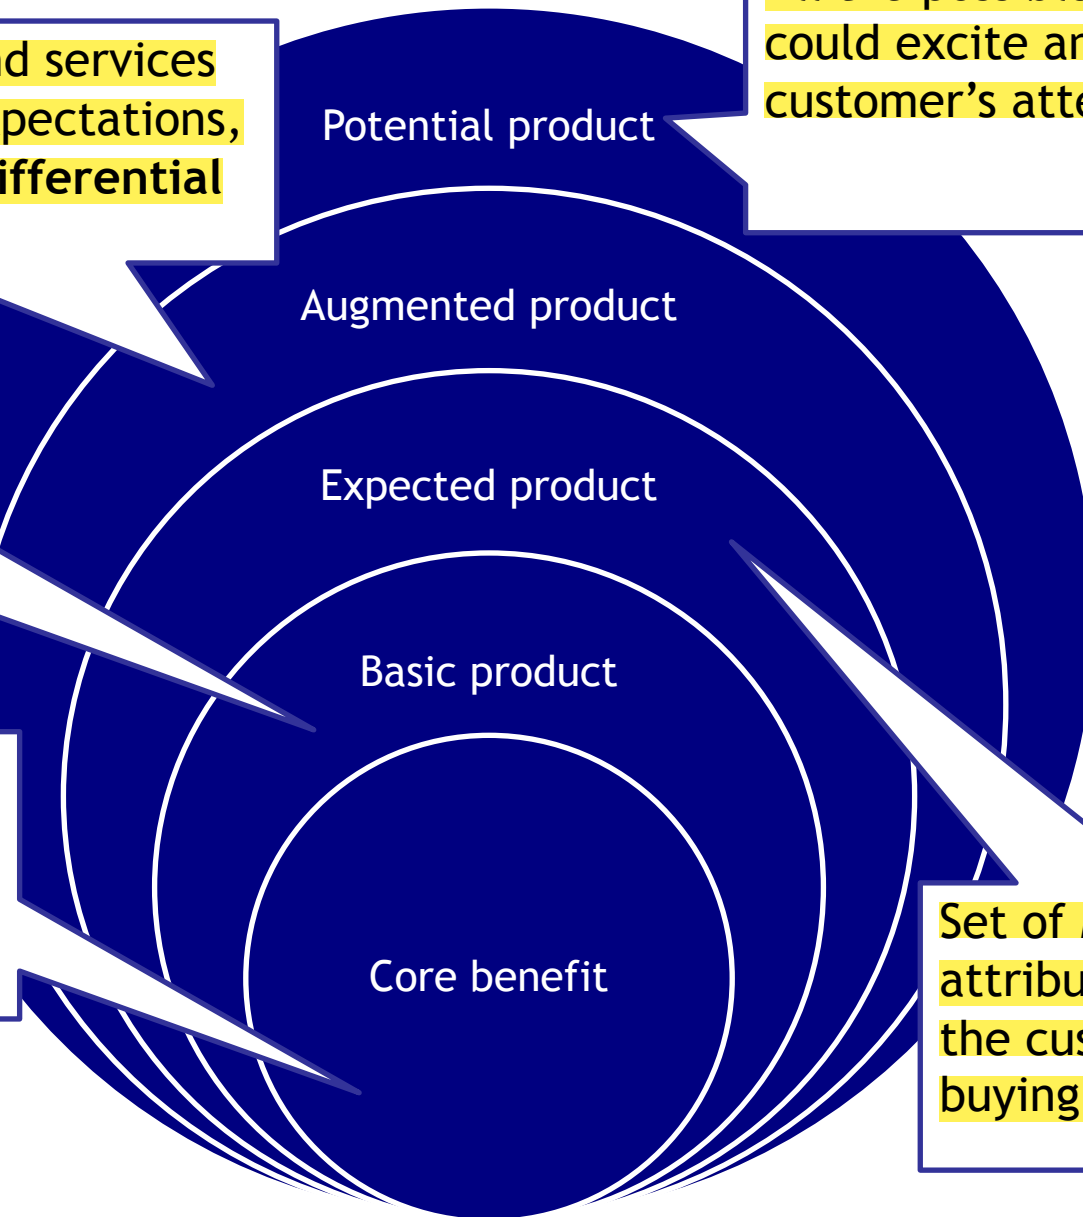 nd services
pectations,
ifferential
could excite an
customer’s atte
Potential product
Augmented product
Expected product
Basic product
Core benefit
Set of
attribu
the cus
buying